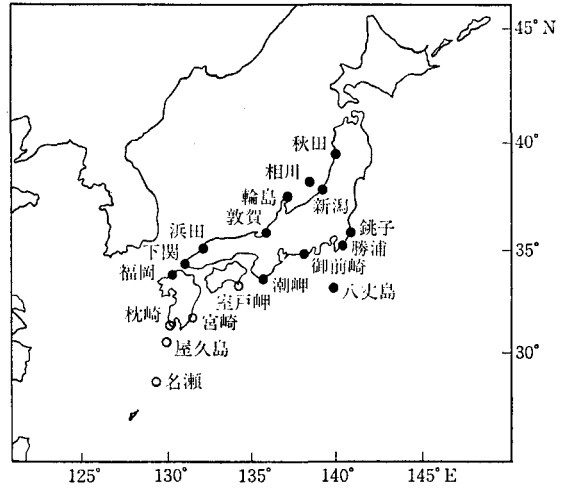 45°N
40°
35°
30°
125°
130°
135°
140°
145°E
秋田
相川
輪島
新潟
敦賀
浜田
下関
福岡
銚子
勝浦
御前崎
潮岬
室戸岬
八丈島
枕崎
宮崎
屋久島
名瀬